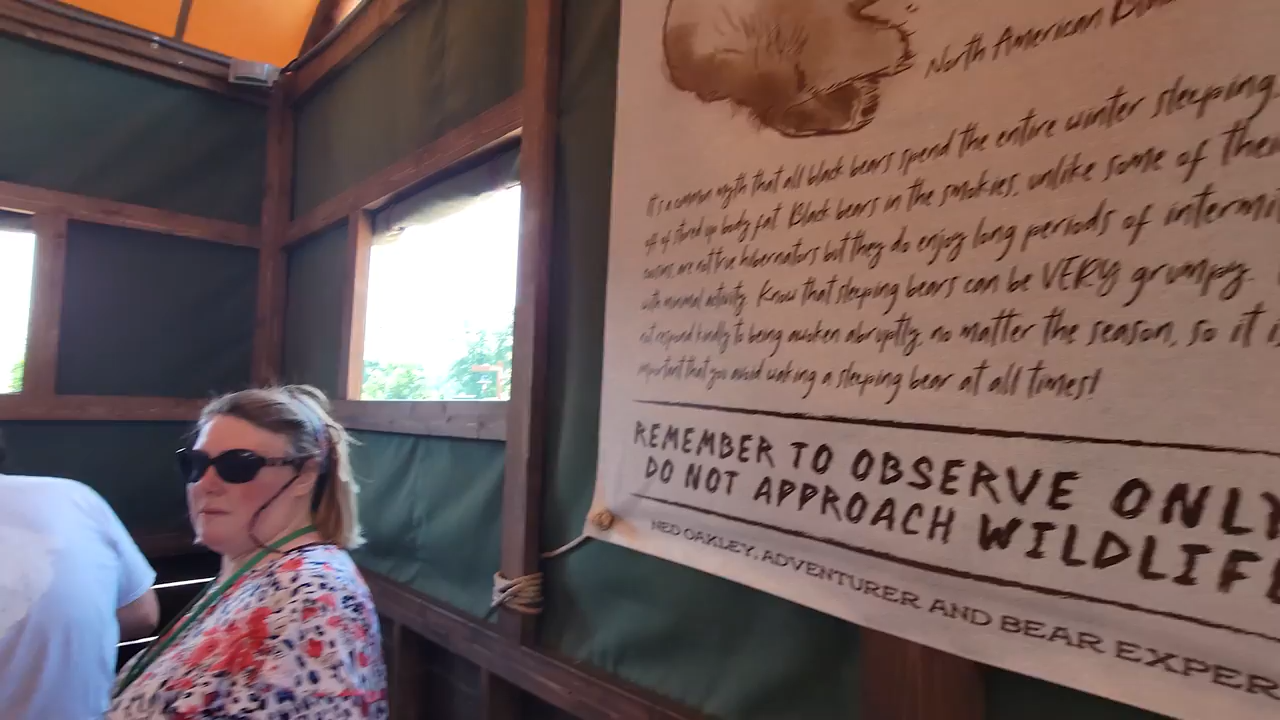 North American
It's a common myth that all black bears spend the entire winter sleeping
off of stored up body fat. Black bears in the smokies, unlike some of their
cousins, are not true hibernators but they do enjoy long periods of
with minimal activity. Know that sleeping bears can be VERY grumpy.
not respond kindly to being awoken abruptly, no matter the season, so it is
important that you avoid waking a sleeping bear at all times!
REMEMBER TO OBSERVE ONLY
DO NOT APPROACH WILDLIFE
NED OAKLEY, ADVENTURER AND BEAR EXPER